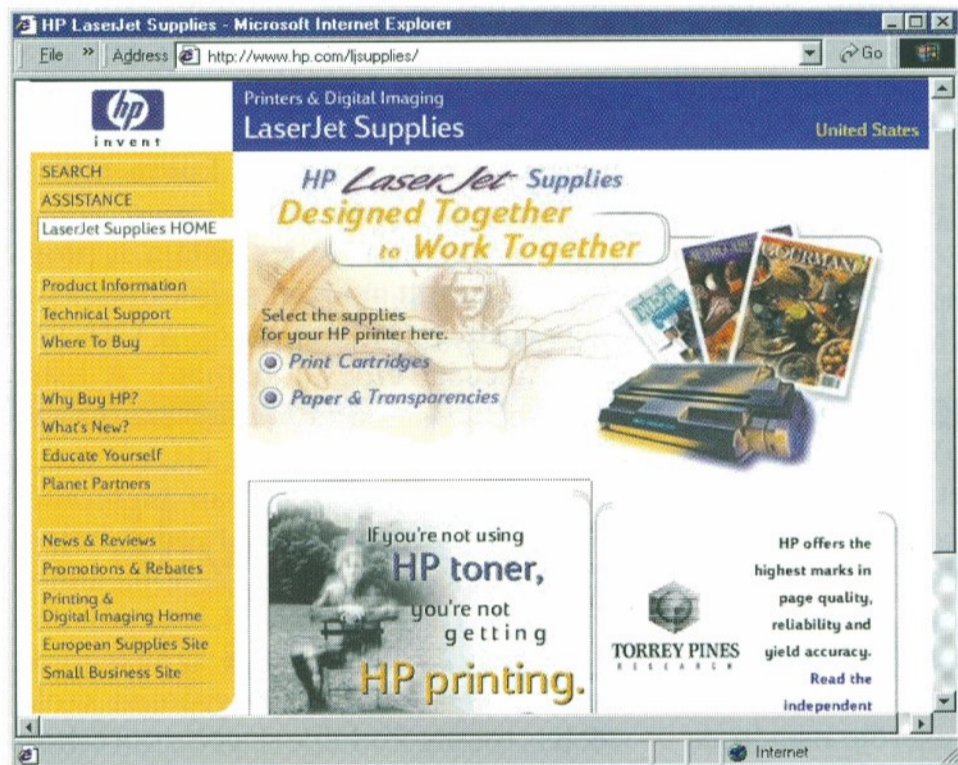 HP LaserJet Supplies - Microsoft Internet Explorer
File » Address http://www.hp.com/ljsupplies/ Go
hp
invent
Printers & Digital Imaging
LaserJet Supplies
United States
SEARCH
ASSISTANCE
LaserJet Supplies HOME
Product Information
Technical Support
Where To Buy
Why Buy HP?
What's New?
Educate Yourself
Planet Partners
News & Reviews
Promotions & Rebates
Printing &
Digital Imaging Home
European Supplies Site
Small Business Site
HP LaserJet Supplies
Designed Together
to Work Together
Select the supplies
for your HP printer here.
Print Cartridges
Paper & Transparencies
GOURMAND
If you're not using
HP toner,
you're not
getting
HP printing.
TORREY PINES
RESEARCH
HP offers the
highest marks in
page quality,
reliability and
yield accuracy.
Read the
independent
Internet